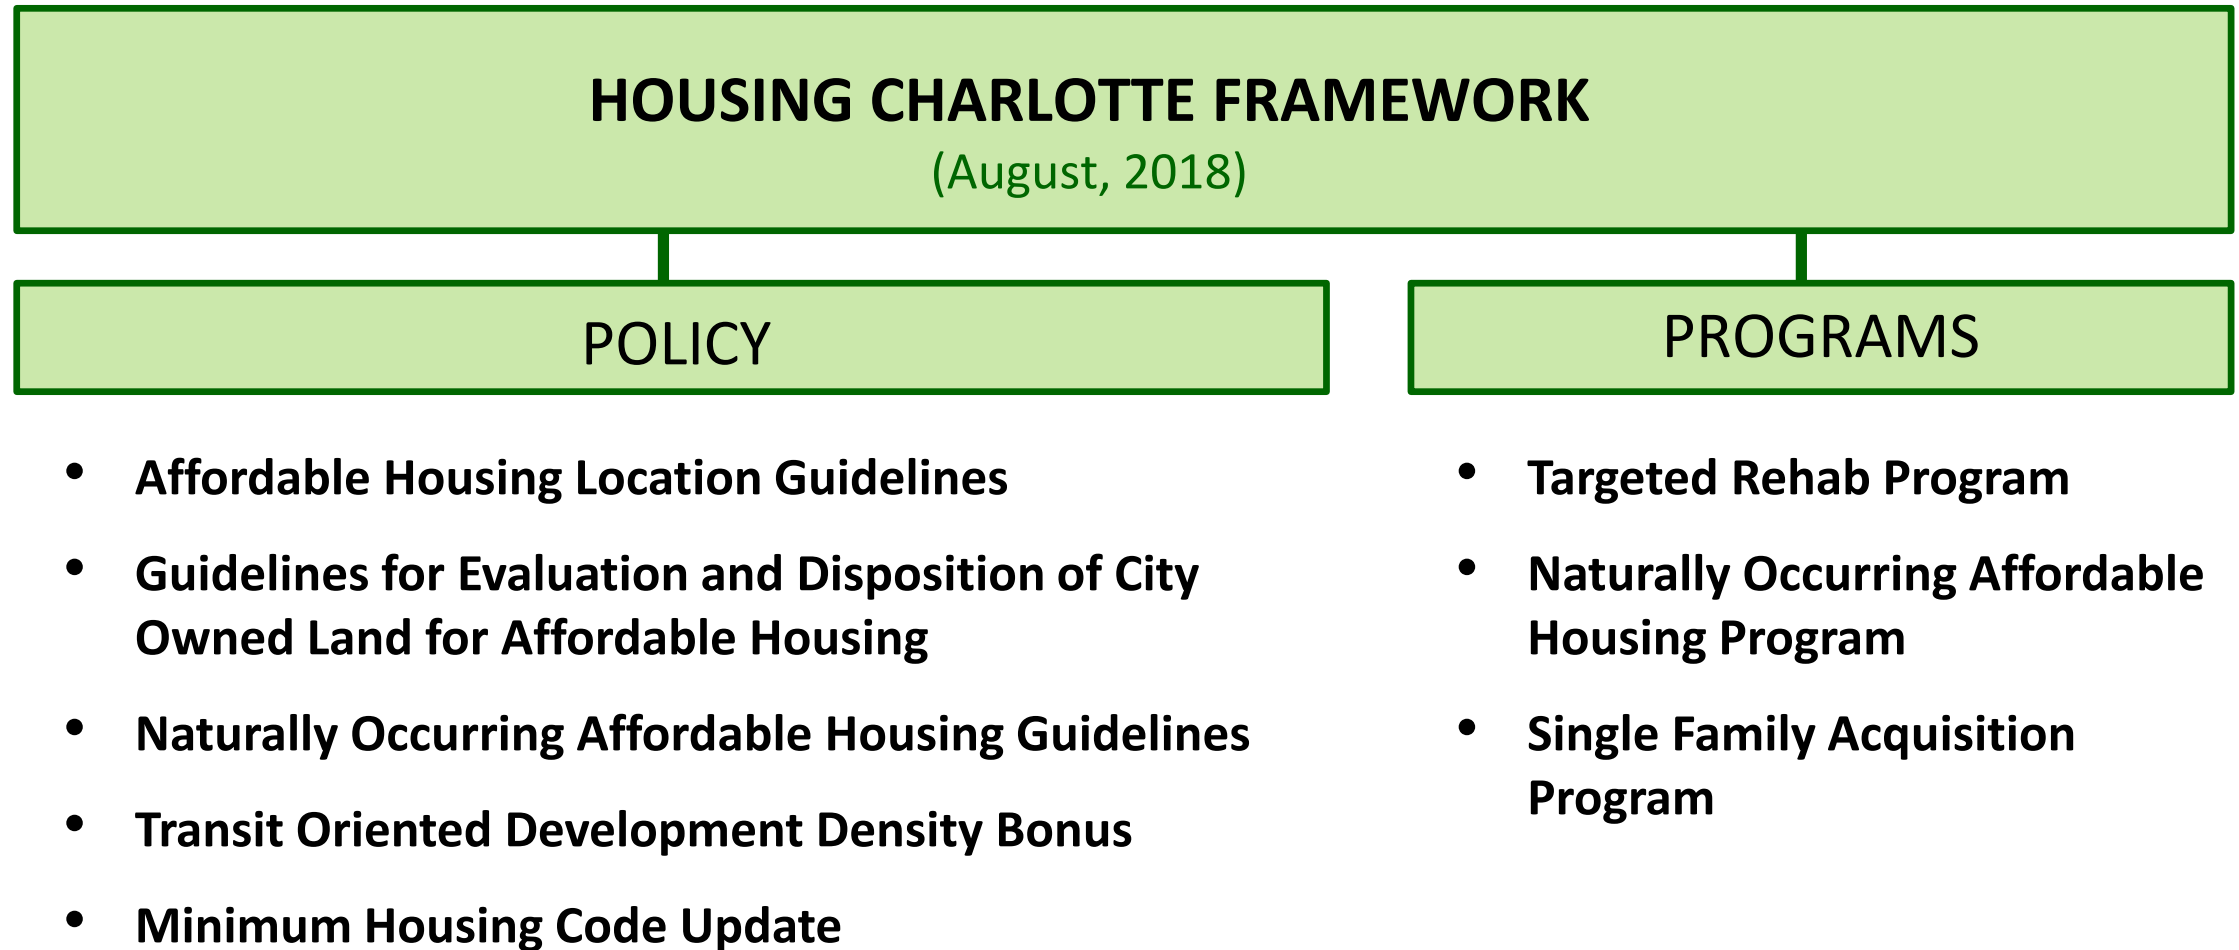 HOUSING CHARLOTTE FRAMEWORK
(August, 2018)
POLICY
• Affordable Housing Location Guidelines
• Guidelines for Evaluation and Disposition of City
Owned Land for Affordable Housing
• Naturally Occurring Affordable Housing Guidelines
• Transit Oriented Development Density Bonus
• Minimum Housing Code Update
PROGRAMS
• Targeted Rehab Program
• Naturally Occurring Affordable
Housing Program
• Single Family Acquisition
Program